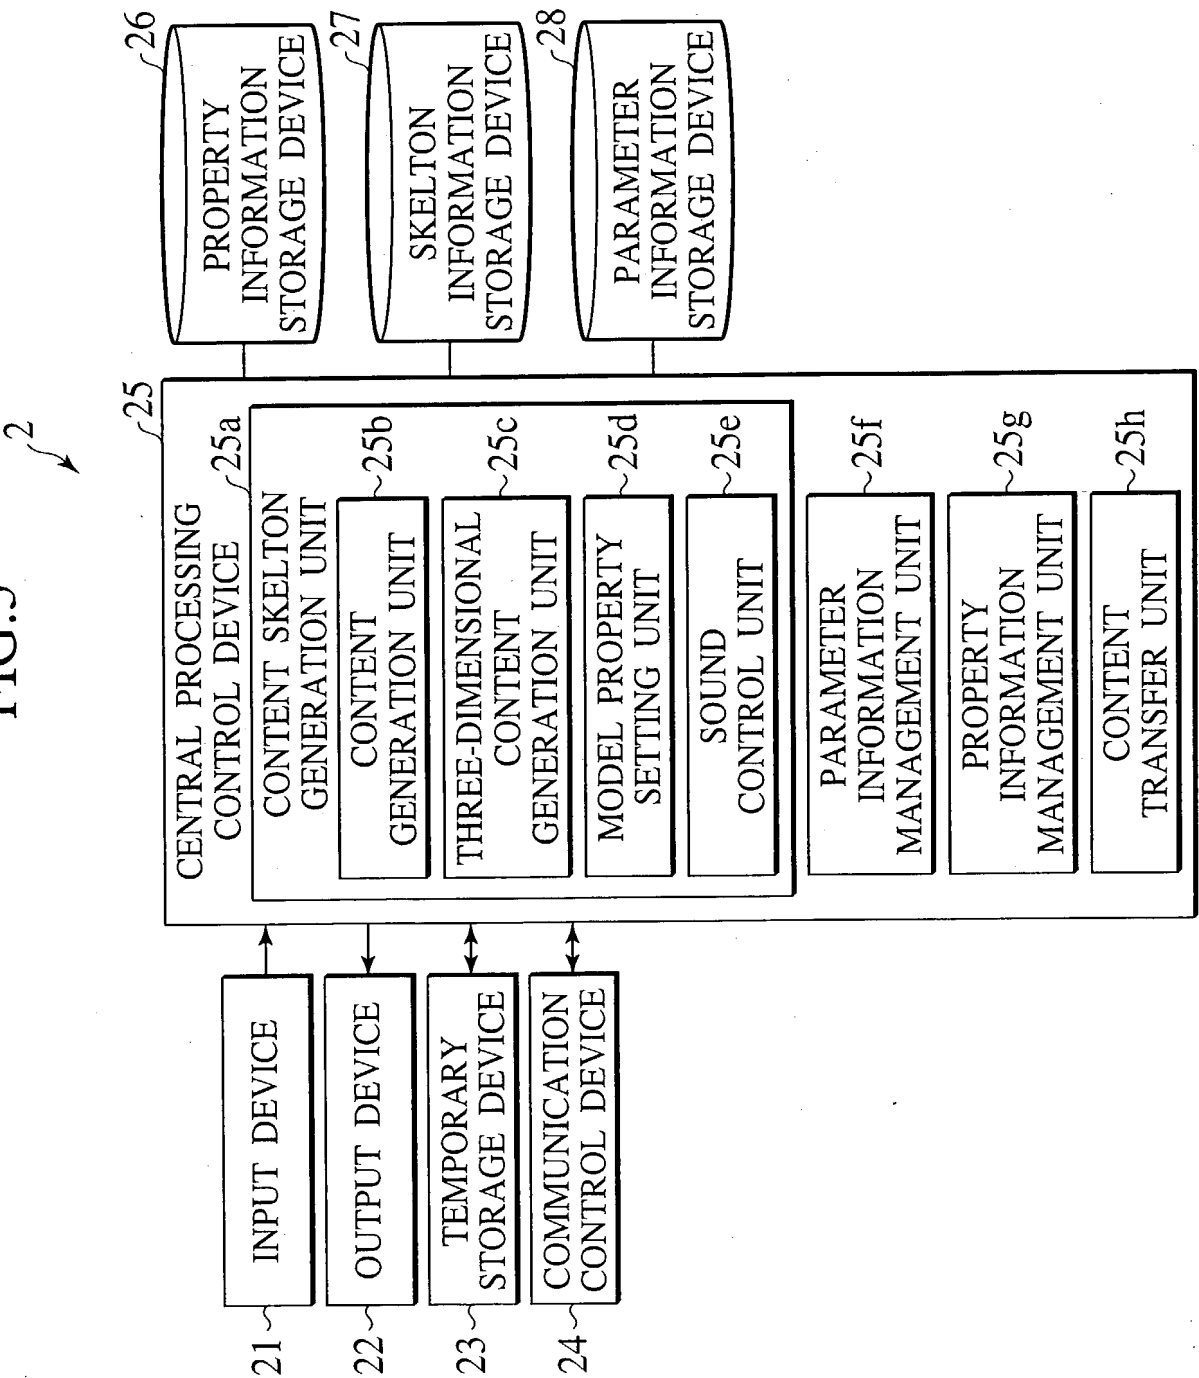 2
21
INPUT DEVICE
22
OUTPUT DEVICE
23
TEMPORARY
STORAGE DEVICE
24
COMMUNICATION
CONTROL DEVICE
25
CENTRAL PROCESSING
CONTROL DEVICE
25a
CONTENT SKELTON
GENERATION UNIT
25b
CONTENT
GENERATION UNIT
25c
THREE-DIMENSIONAL
CONTENT
GENERATION UNIT
25d
MODEL PROPERTY
SETTING UNIT
25e
SOUND
CONTROL UNIT
25f
PARAMETER
INFORMATION
MANAGEMENT UNIT
25g
PROPERTY
INFORMATION
MANAGEMENT UNIT
25h
CONTENT
TRANSFER UNIT
26
PROPERTY
INFORMATION
STORAGE DEVICE
27
SKELTON
INFORMATION
STORAGE DEVICE
28
PARAMETER
INFORMATION
STORAGE DEVICE